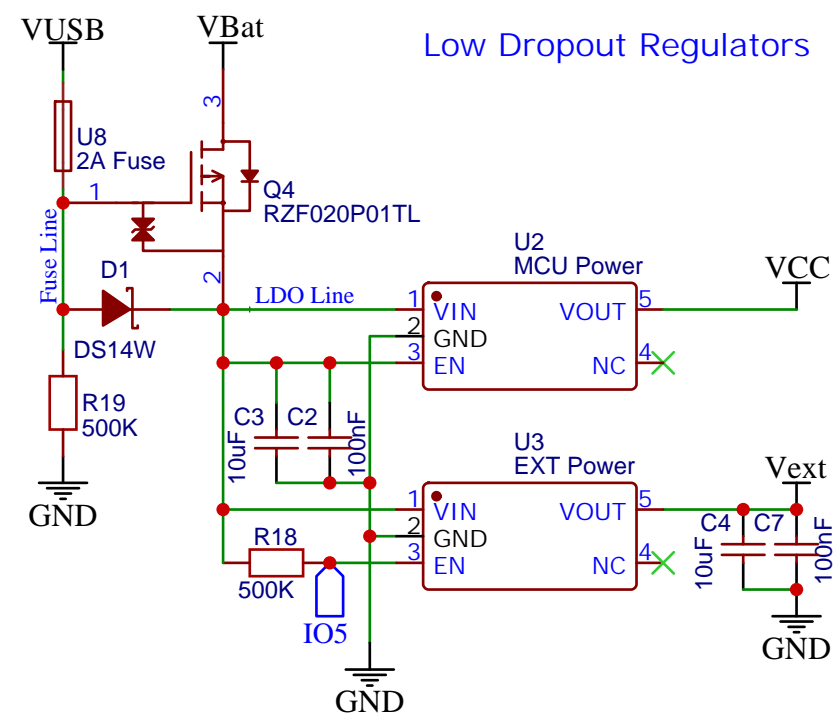 VUSB
VBat
Low Dropout Regulators
3
U8
2A Fuse
1
Q4
RZF020P01TL
Fuse Line
2
D1
DS14W
LDO Line
U2
MCU Power
1
VIN
VOUT
5
VCC
2
GND
3
EN
NC
4
R19
500K
GND
C3
C2
10uF
100nF
U3
EXT Power
1
VIN
VOUT
5
Vext
2
GND
3
EN
NC
4
R18
500K
IO5
C4
C7
10uF
100nF
GND
GND